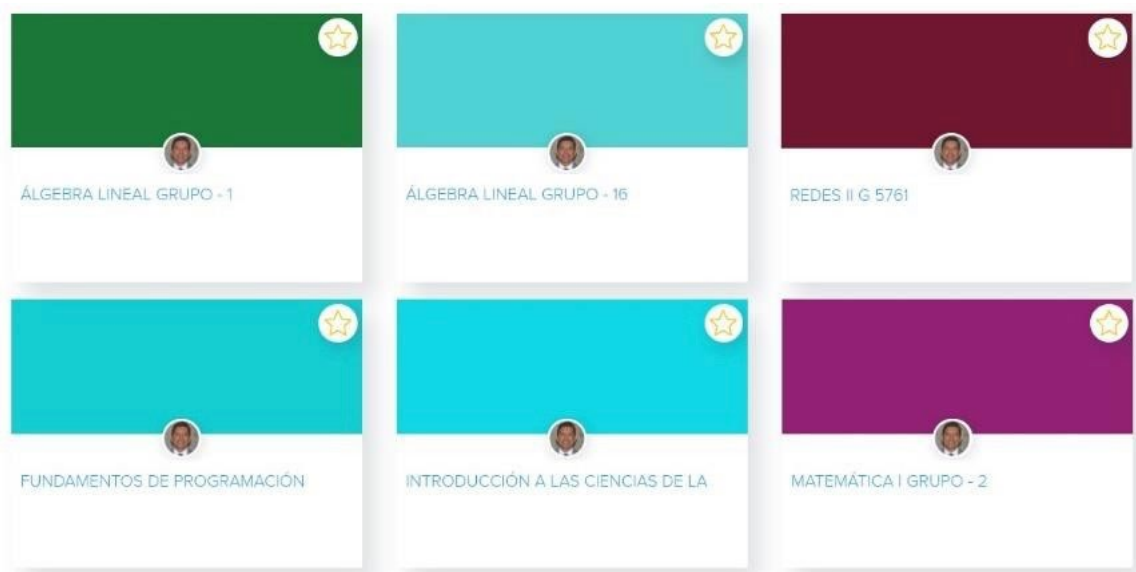 ÁLGEBRA LINEAL GRUPO - 1
ÁLGEBRA LINEAL GRUPO - 16
REDES II G 5761
FUNDAMENTOS DE PROGRAMACIÓN
INTRODUCCIÓN A LAS CIENCIAS DE LA
MATEMÁTICA I GRUPO - 2